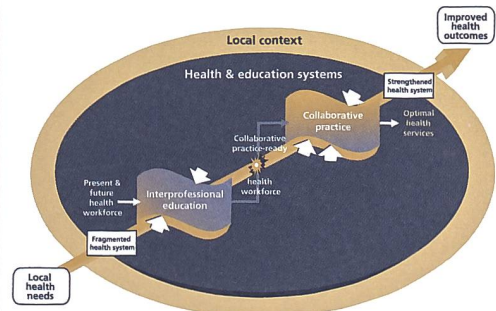 Improved
health
outcomes
Local context
Health & education systems
Strengthened
health system
Collaborative
practice
Optimal
health
services
Collaborative
practice-ready
health
workforce
Present &
future
health
workforce
Interprofessional
education
Fragmented
health system
Local
health
needs